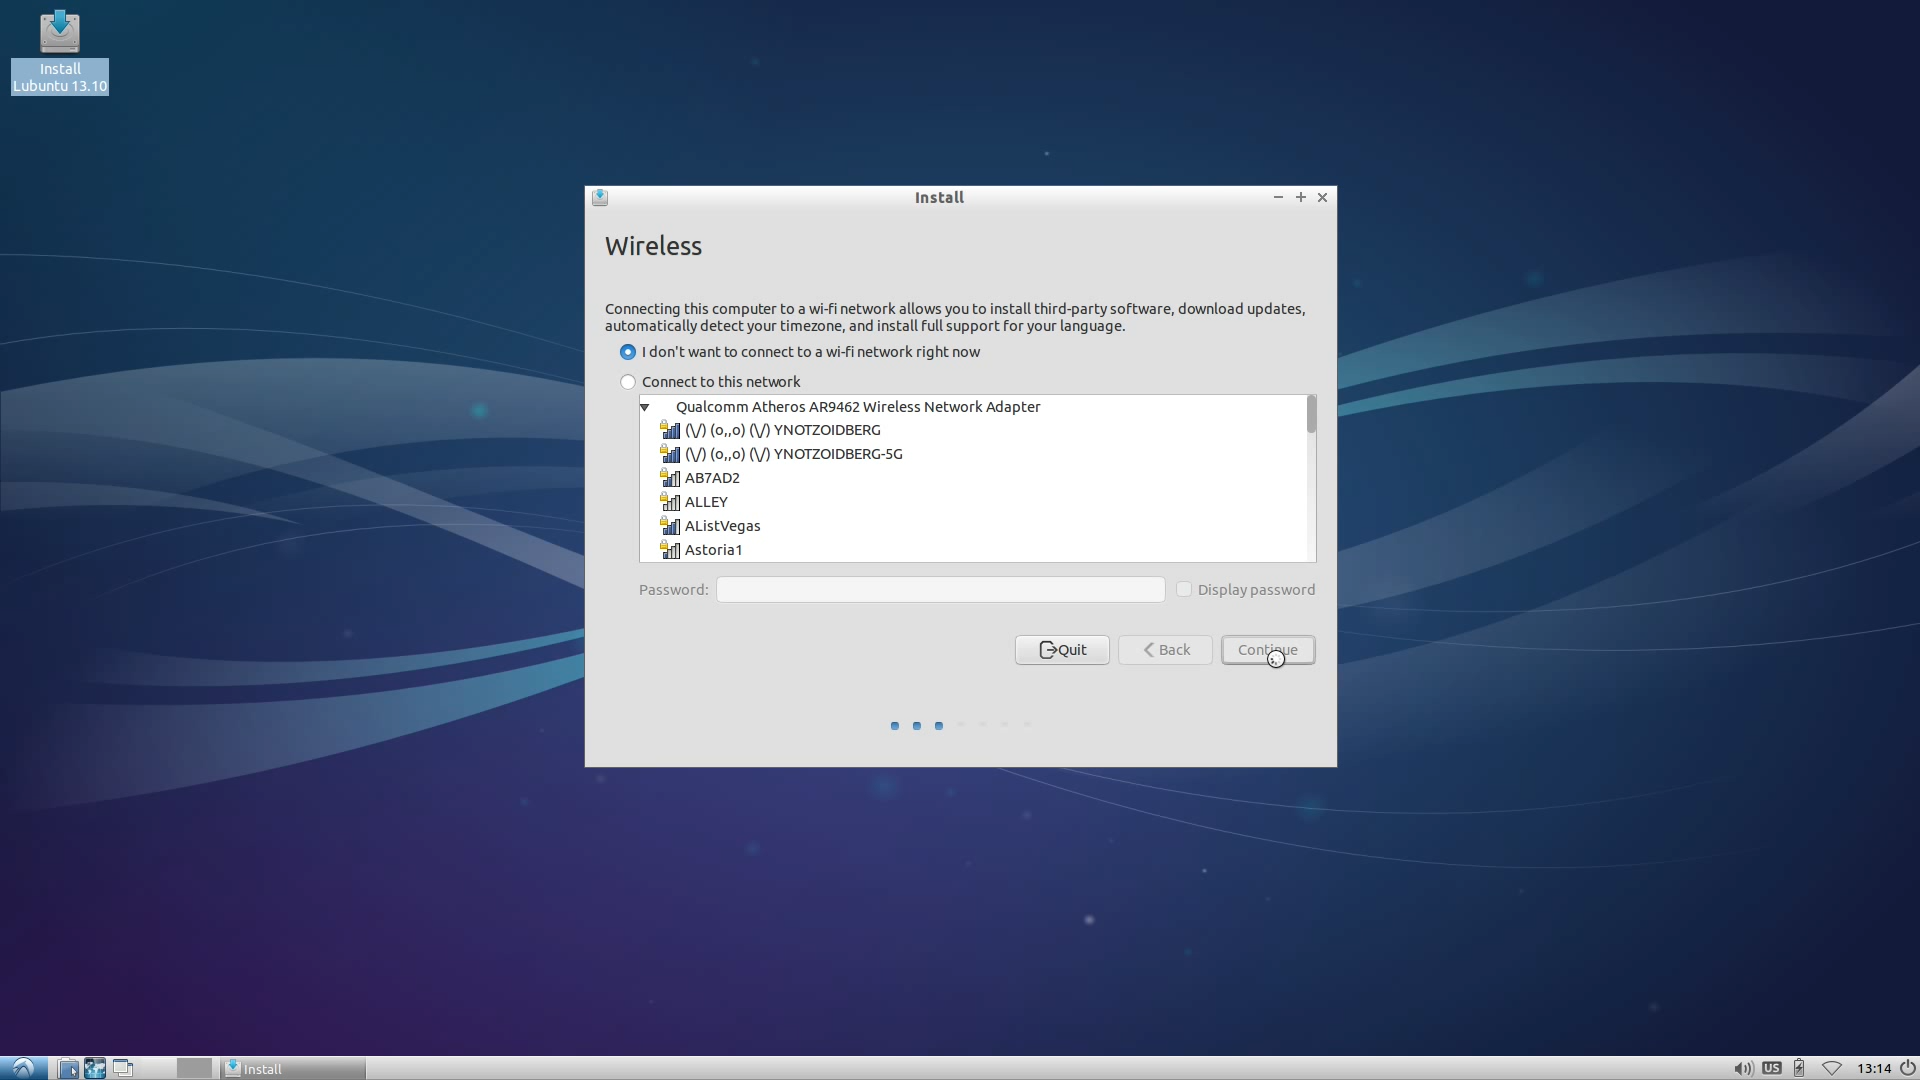 Install
Lubuntu 13.10
Install
Wireless
Connecting this computer to a wi-fi network allows you to install third-party software, download updates,
automatically detect your timezone, and install full support for your language.
I don't want to connect to a wi-fi network right now
Connect to this network
Qualcomm Atheros AR9462 Wireless Network Adapter
(\/) (o,,o) (\/) YNOTZOIDBERG
(\/) (o,,o) (\/) YNOTZOIDBERG-5G
AB7AD2
ALLEY
AListVegas
Astoria1
Password:
Display password
Quit
Back
Continue
Install
US
13:14